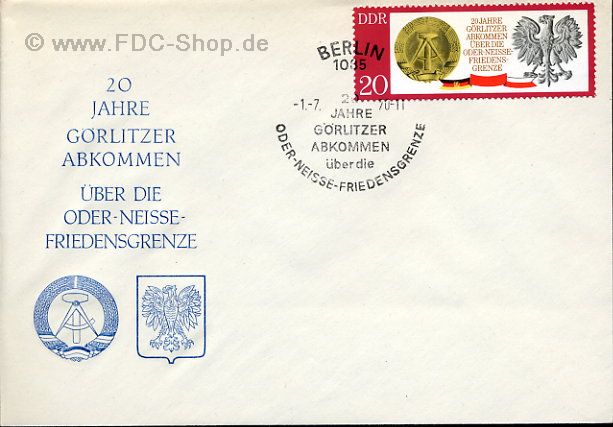 © www.FDC-Shop.de
20
JAHRE
GÖRLITZER
ABKOMMEN
ÜBER DIE
ODER-NEISSE-
FRIEDENSGRENZE
DDR
20
20 JAHRE
GÖRLITZER
ABKOMMEN
ÜBER DIE
ODER-NEISSE-
FRIEDENS-
GRENZE
BERLIN
1085
-1.-7.
70-11
20
JAHRE
GÖRLITZER
ABKOMMEN
über die
ODER-NEISSE-FRIEDENSGRENZE